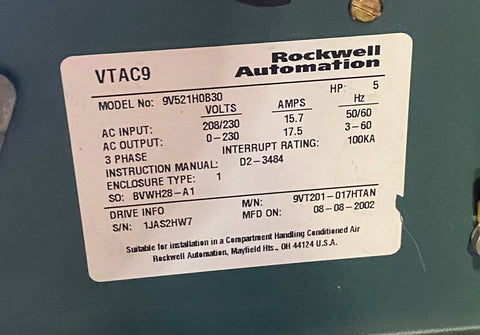 VTAC9
Rockwell
Automation
MODEL No: 9V521H0B30 HP: 5
VOLTS AMPS Hz
AC INPUT: 208/230 15.7 50/60
AC OUTPUT: 0-230 17.5 3-60
3 PHASE INTERRUPT RATING: 100KA
INSTRUCTION MANUAL: D2-3484
ENCLOSURE TYPE: 1
SO: BVWH28-A1
DRIVE INFO M/N: 9VT201-017HTAN
S/N: 1JAS2HW7 MFD ON: 08-08-2002
Suitable for installation in a Compartment Handling Conditioned Air
Rockwell Automation, Mayfield Hts., OH 44124 U.S.A.